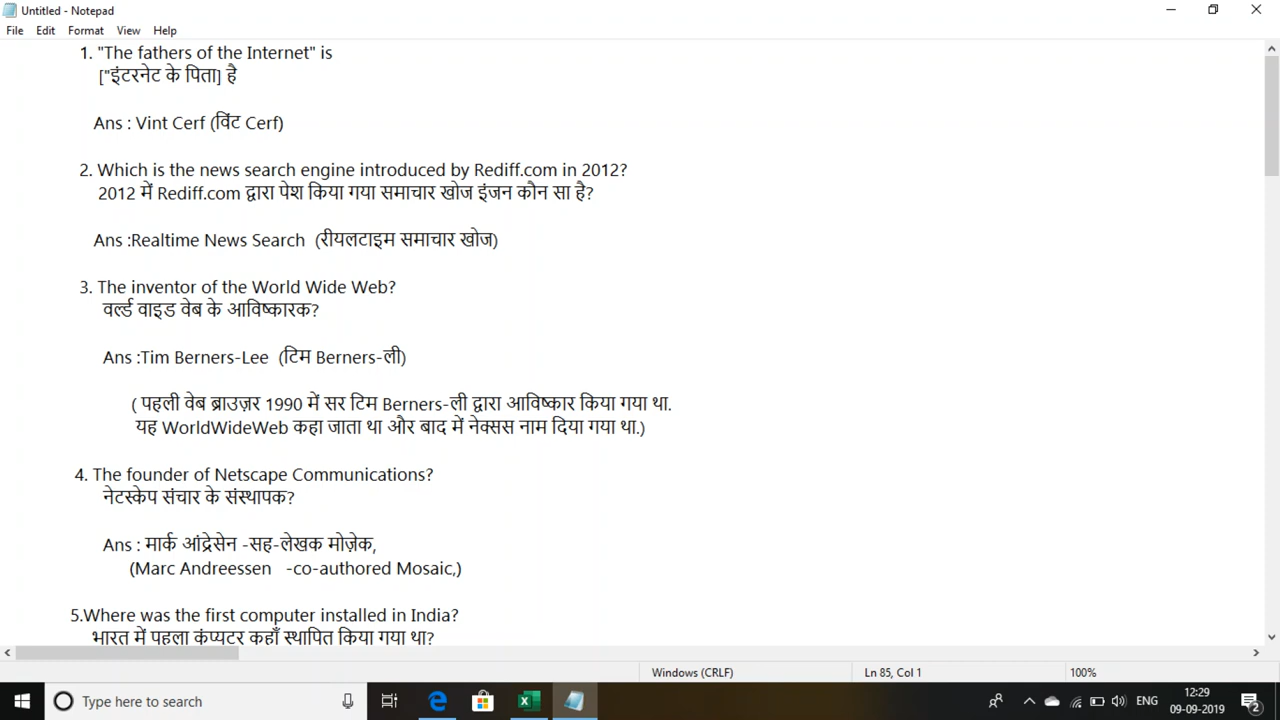 Untitled - Notepad
File Edit Format View Help
1. "The fathers of the Internet" is
["इंटरनेट के पिता] है
Ans : Vint Cerf (विंट Cerf)
2. Which is the news search engine introduced by Rediff.com in 2012?
2012 में Rediff.com द्वारा पेश किया गया समाचार खोज इंजन कौन सा है?
Ans :Realtime News Search (रीयलटाइम समाचार खोज)
3. The inventor of the World Wide Web?
वर्ल्ड वाइड वेब के आविष्कारक?
Ans :Tim Berners-Lee (टिम Berners-ली)
( पहली वेब ब्राउज़र 1990 में सर टिम Berners-ली द्वारा आविष्कार किया गया था.
यह WorldWideWeb कहा जाता था और बाद में नेक्सस नाम दिया गया था.)
4. The founder of Netscape Communications?
नेटस्केप संचार के संस्थापक?
Ans : मार्क आंद्रेसेन -सह-लेखक मोज़ेक,
(Marc Andreessen -co-authored Mosaic,)
5.Where was the first computer installed in India?
भारत में पहला कंप्यूटर कहाँ स्थापित किया गया था?
Windows (CRLF) Ln 85, Col 1 100%
Type here to search
ENG
12:29
09-09-2019
2